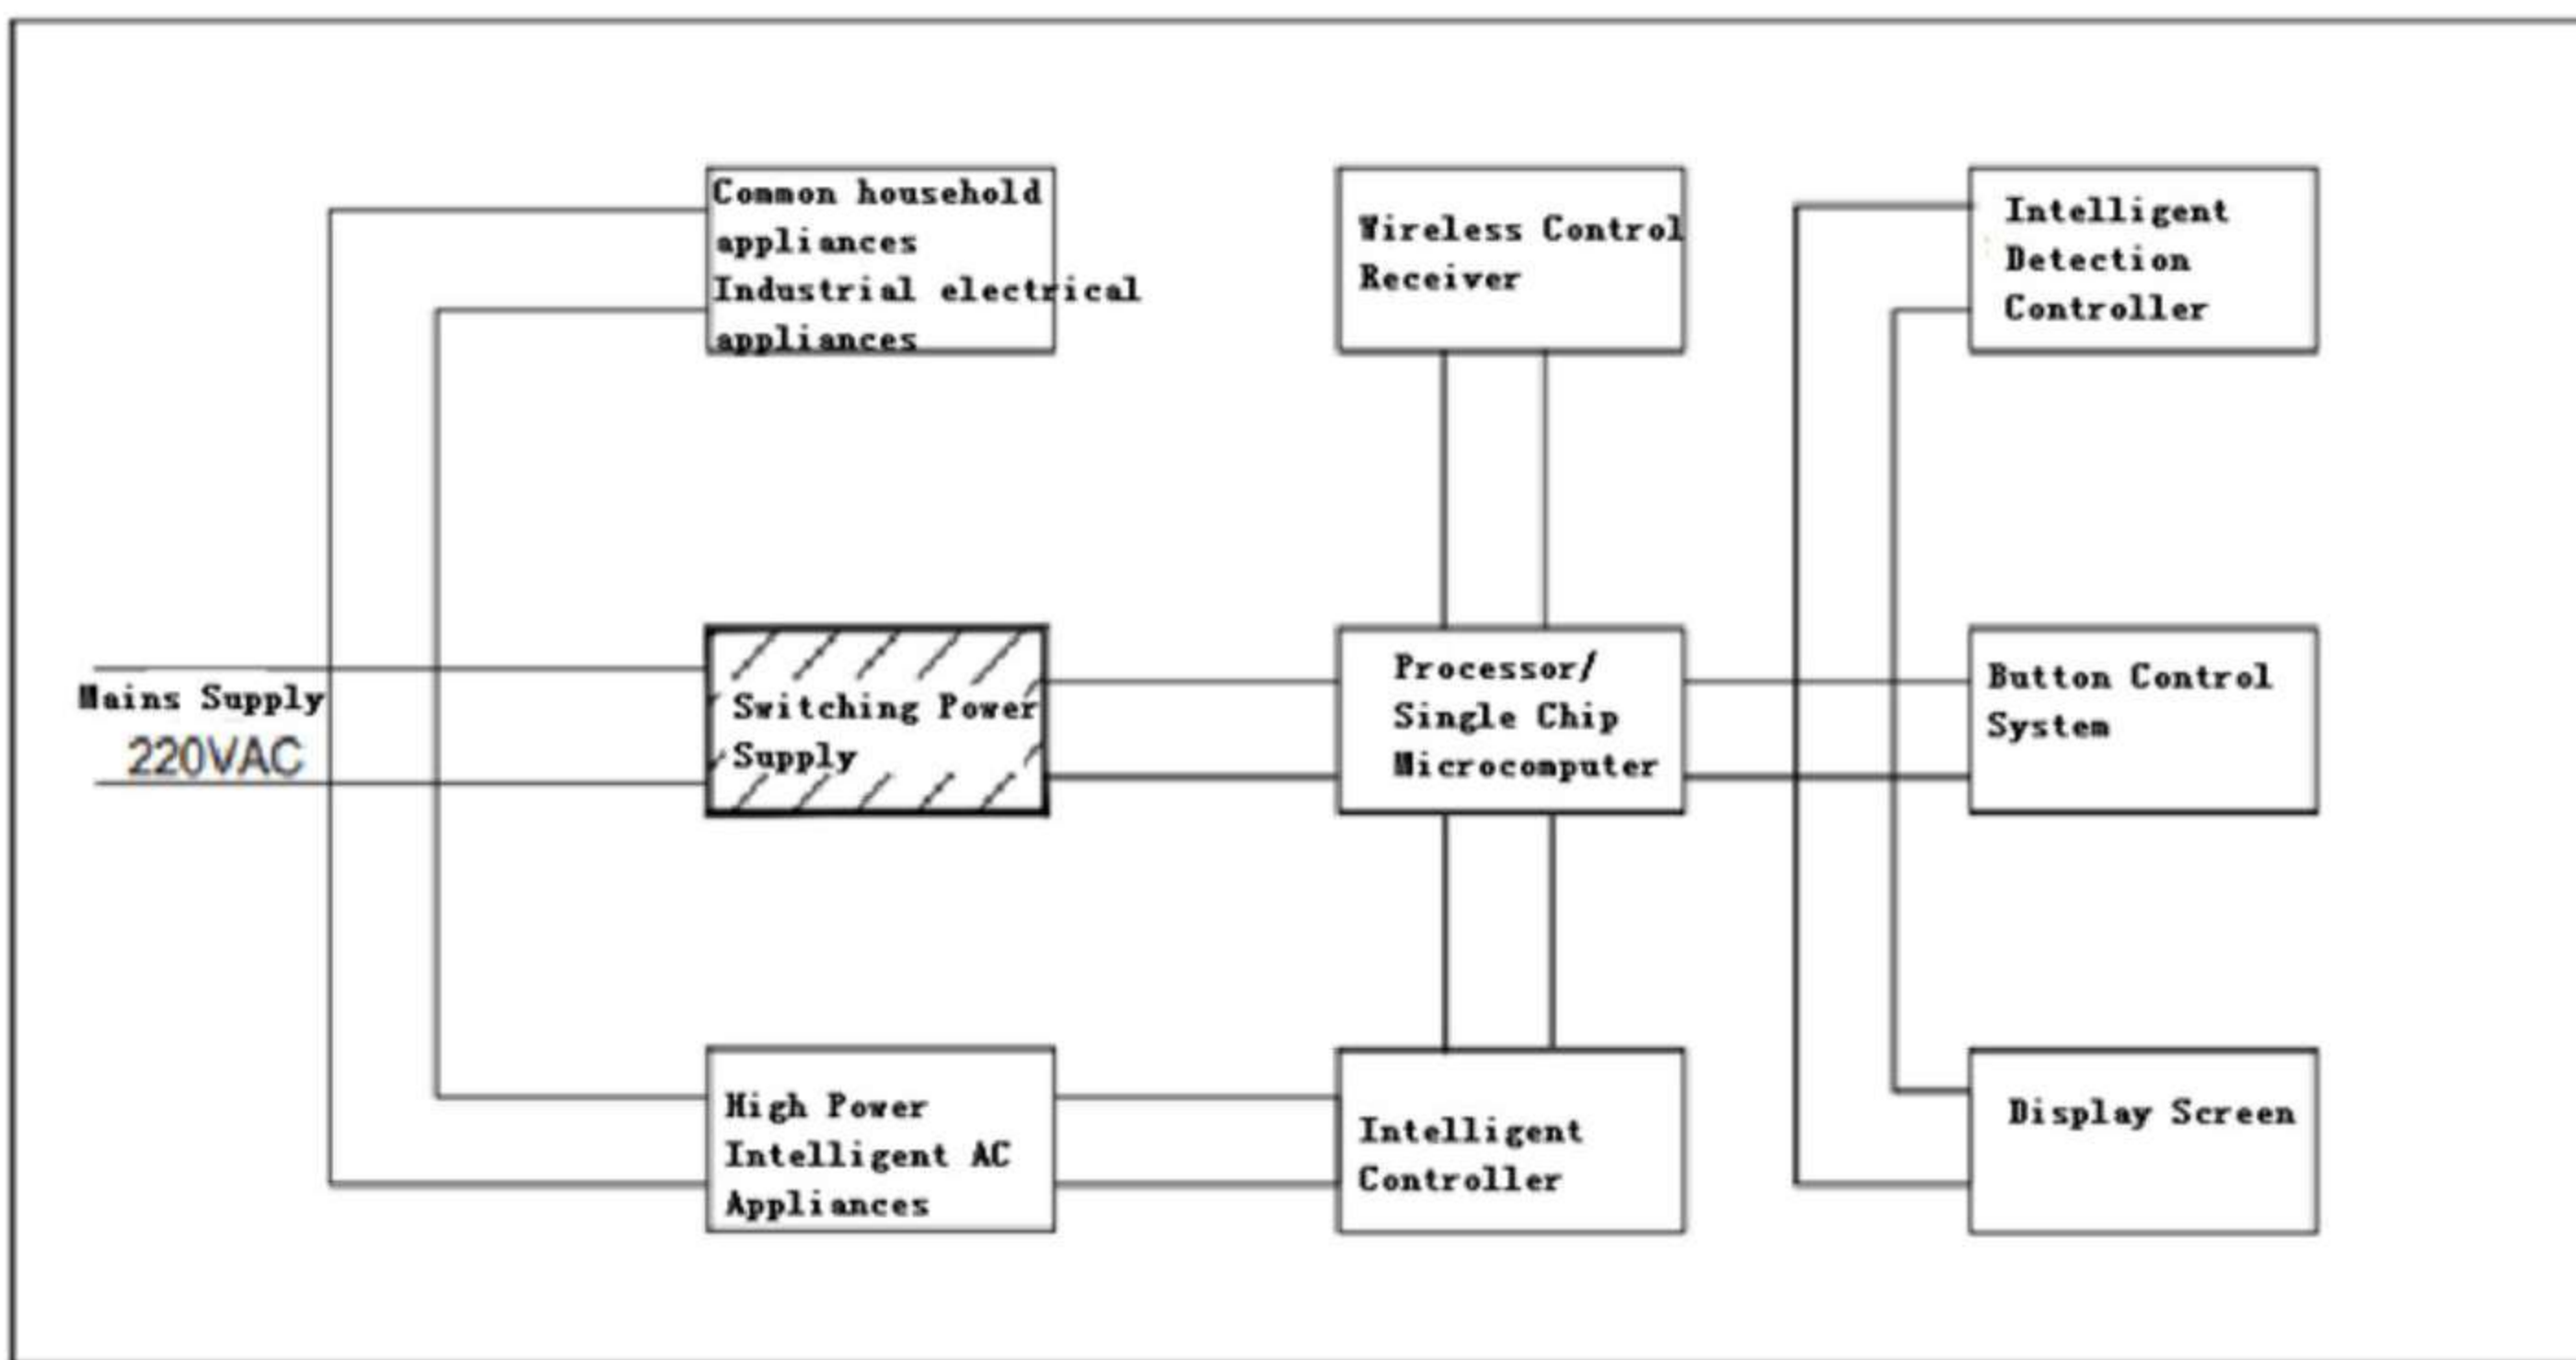 Common household
appliances
Industrial electrical
appliances
Wireless Control
Receiver
Intelligent
Detection
Controller
Mains Supply
220VAC
Switching Power
Supply
Processor/
Single Chip
Microcomputer
Button Control
System
High Power
Intelligent AC
Appliances
Intelligent
Controller
Display Screen